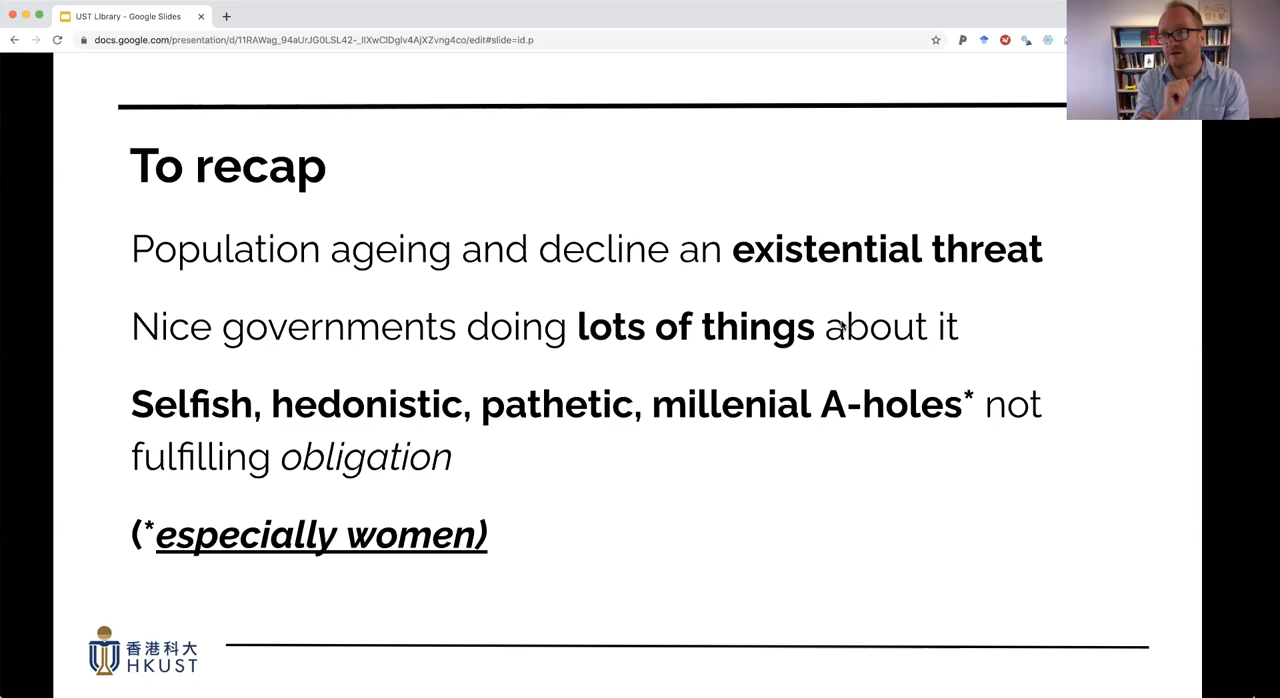 UST LIbrary - Google Slides
docs.google.com/presentation/d/11RAWag_94aUrJG0LSL42-_lIXwClDglv4AjXZvng4co/edit#slide=id.p
To recap
Population ageing and decline an existential threat
Nice governments doing lots of things about it
Selfish, hedonistic, pathetic, millenial A-holes* not
fulfilling obligation
(*especially women)
香港科大
HKUST